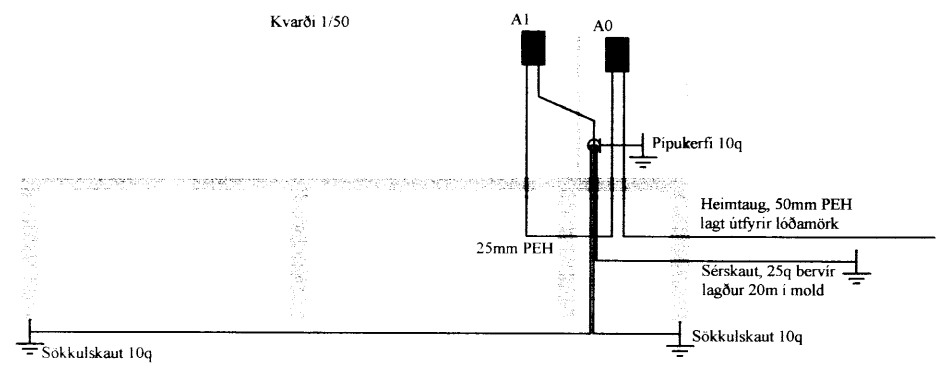 Kvarði 1/50
A1
A0
Pípukerfi 10q
Heimtaug, 50mm PEH
lagt útfyrir lóðamörk
25mm PEH
Sérskaut, 25q bervír
lagður 20m í mold
Sökkulskaut 10q
Sökkulskaut 10q